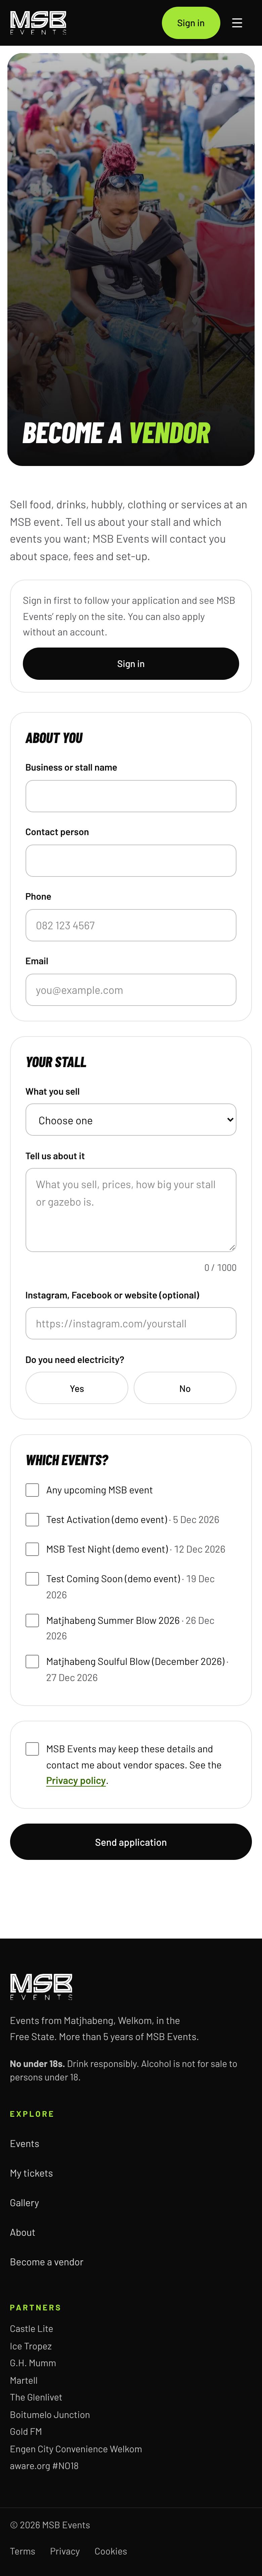 MSB
EVENTS
Sign in
BECOME A VENDOR
Sell food, drinks, hubbly, clothing or services at an
MSB event. Tell us about your stall and which
events you want; MSB Events will contact you
about space, fees and set-up.
Sign in first to follow your application and see MSB
Events' reply on the site. You can also apply
without an account.
Sign in
ABOUT YOU
Business or stall name
Contact person
Phone
082 123 4567
Email
you@example.com
YOUR STALL
What you sell
Choose one
Tell us about it
What you sell, prices, how big your stall
or gazebo is.
0 / 1000
Instagram, Facebook or website (optional)
https://instagram.com/yourstall
Do you need electricity?
Yes
No
WHICH EVENTS?
Any upcoming MSB event
Test Activation (demo event) · 5 Dec 2026
MSB Test Night (demo event) · 12 Dec 2026
Test Coming Soon (demo event) · 19 Dec
2026
Matjhabeng Summer Blow 2026 · 26 Dec
2026
Matjhabeng Soulful Blow (December 2026) ·
27 Dec 2026
MSB Events may keep these details and
contact me about vendor spaces. See the
Privacy policy.
Send application
MSB
EVENTS
Events from Matjhabeng, Welkom, in the
Free State. More than 5 years of MSB Events.
No under 18s. Drink responsibly. Alcohol is not for sale to
persons under 18.
EXPLORE
Events
My tickets
Gallery
About
Become a vendor
PARTNERS
Castle Lite
Ice Tropez
G.H. Mumm
Martell
The Glenlivet
Boitumelo Junction
Gold FM
Engen City Convenience Welkom
aware.org #NO18
© 2026 MSB Events
Terms
Privacy
Cookies